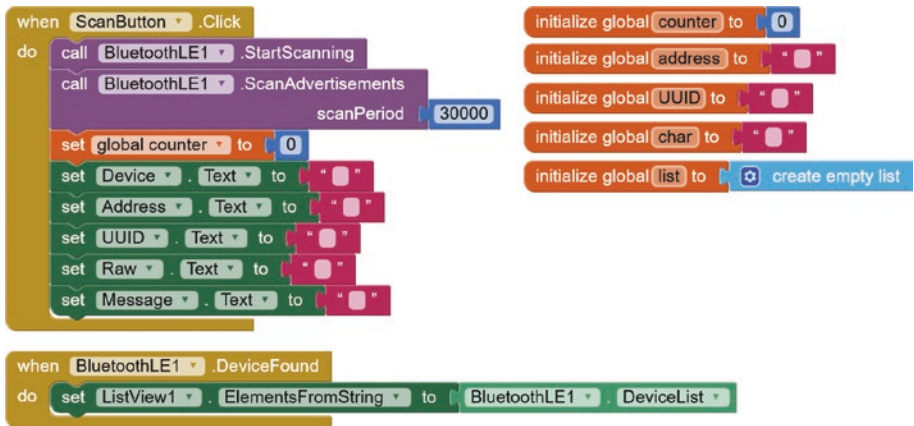 when ScanButton .Click
do call BluetoothLE1 .StartScanning
call BluetoothLE1 .ScanAdvertisements
scanPeriod 30000
set global counter to 0
set Device . Text to " "
set Address . Text to " "
set UUID . Text to " "
set Raw . Text to " "
set Message . Text to " "
initialize global counter to 0
initialize global address to " "
initialize global UUID to " "
initialize global char to " "
initialize global list to create empty list
when BluetoothLE1 .DeviceFound
do set ListView1 . ElementsFromString to BluetoothLE1 . DeviceList